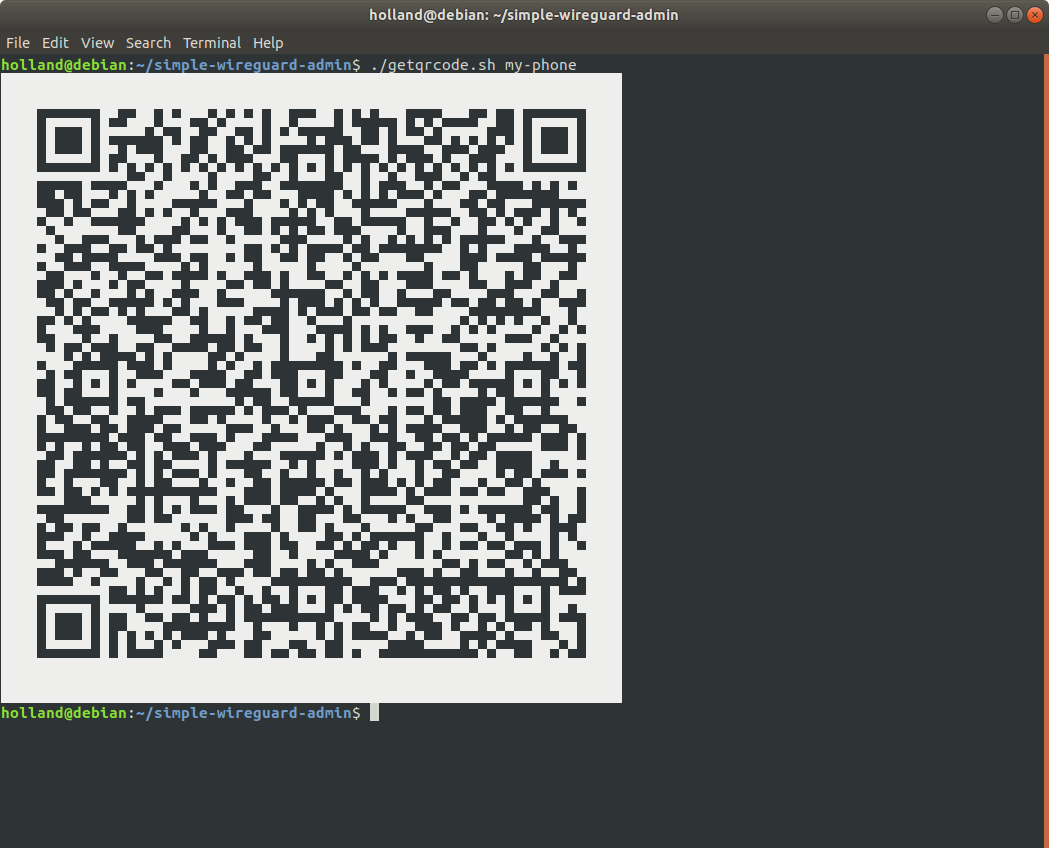 holland@debian: ~/simple-wireguard-admin
File Edit View Search Terminal Help
holland@debian:~/simple-wireguard-admin$ ./getqrcode.sh my-phone
holland@debian:~/simple-wireguard-admin$